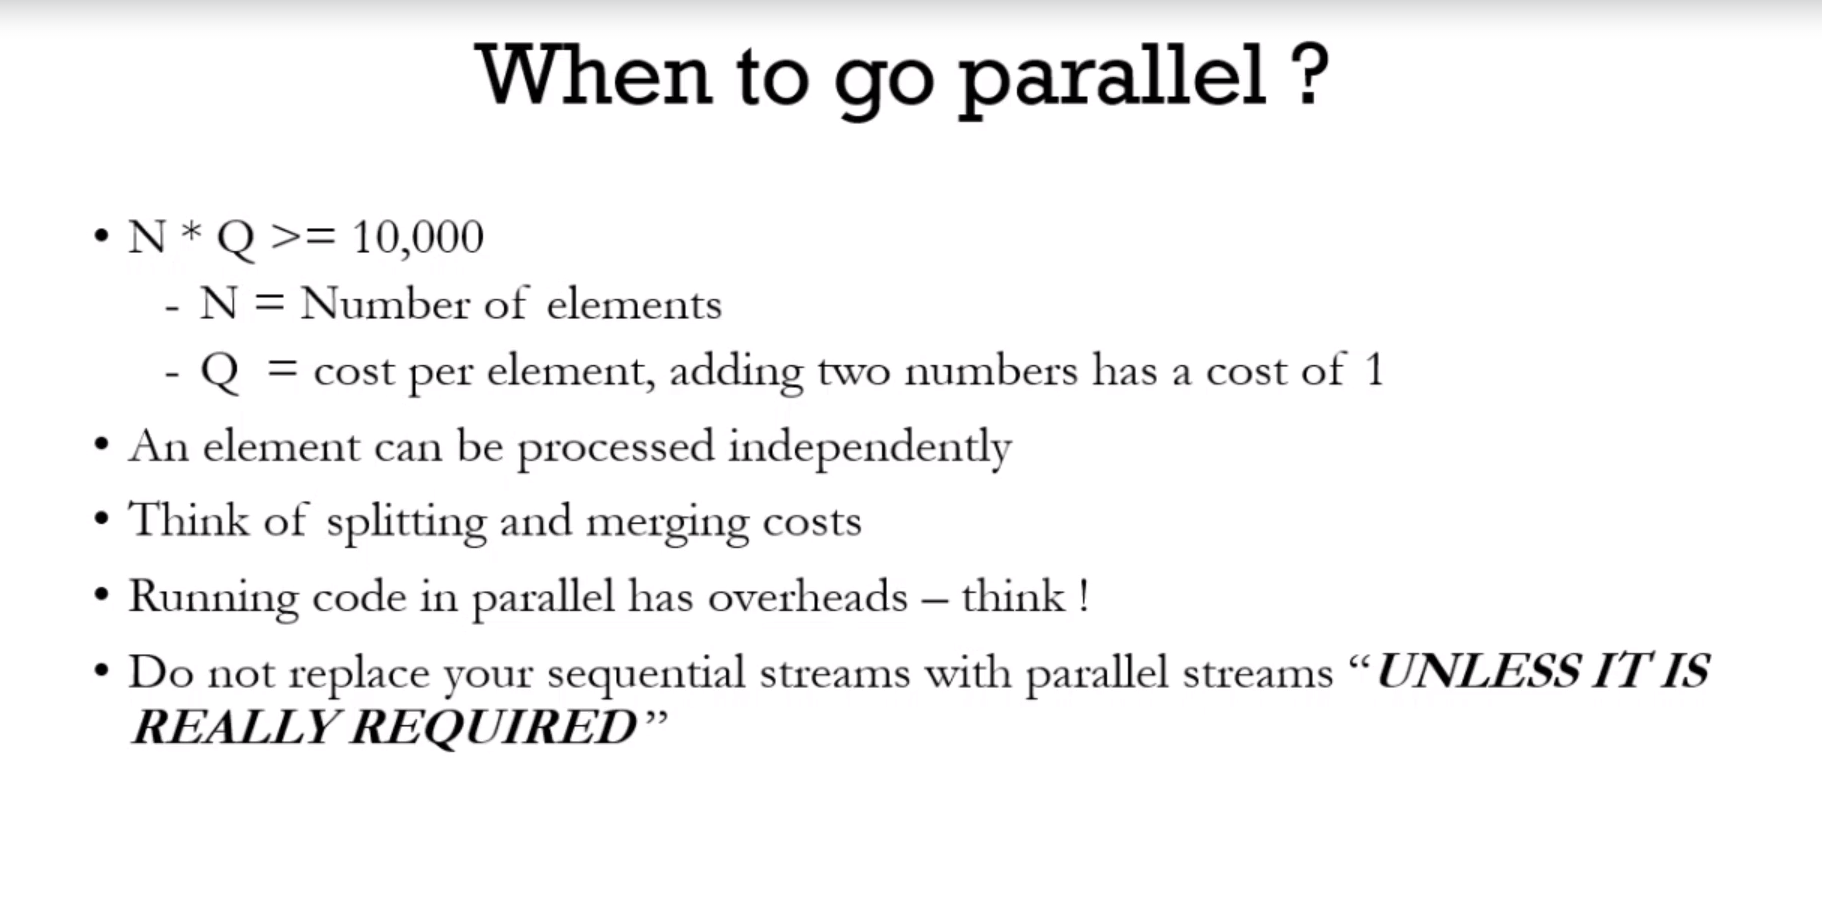 When to go parallel ?
• N * Q >= 10,000
- N = Number of elements
- Q = cost per element, adding two numbers has a cost of 1
• An element can be processed independently
• Think of splitting and merging costs
• Running code in parallel has overheads – think !
• Do not replace your sequential streams with parallel streams “UNLESS IT IS
REALLY REQUIRED”